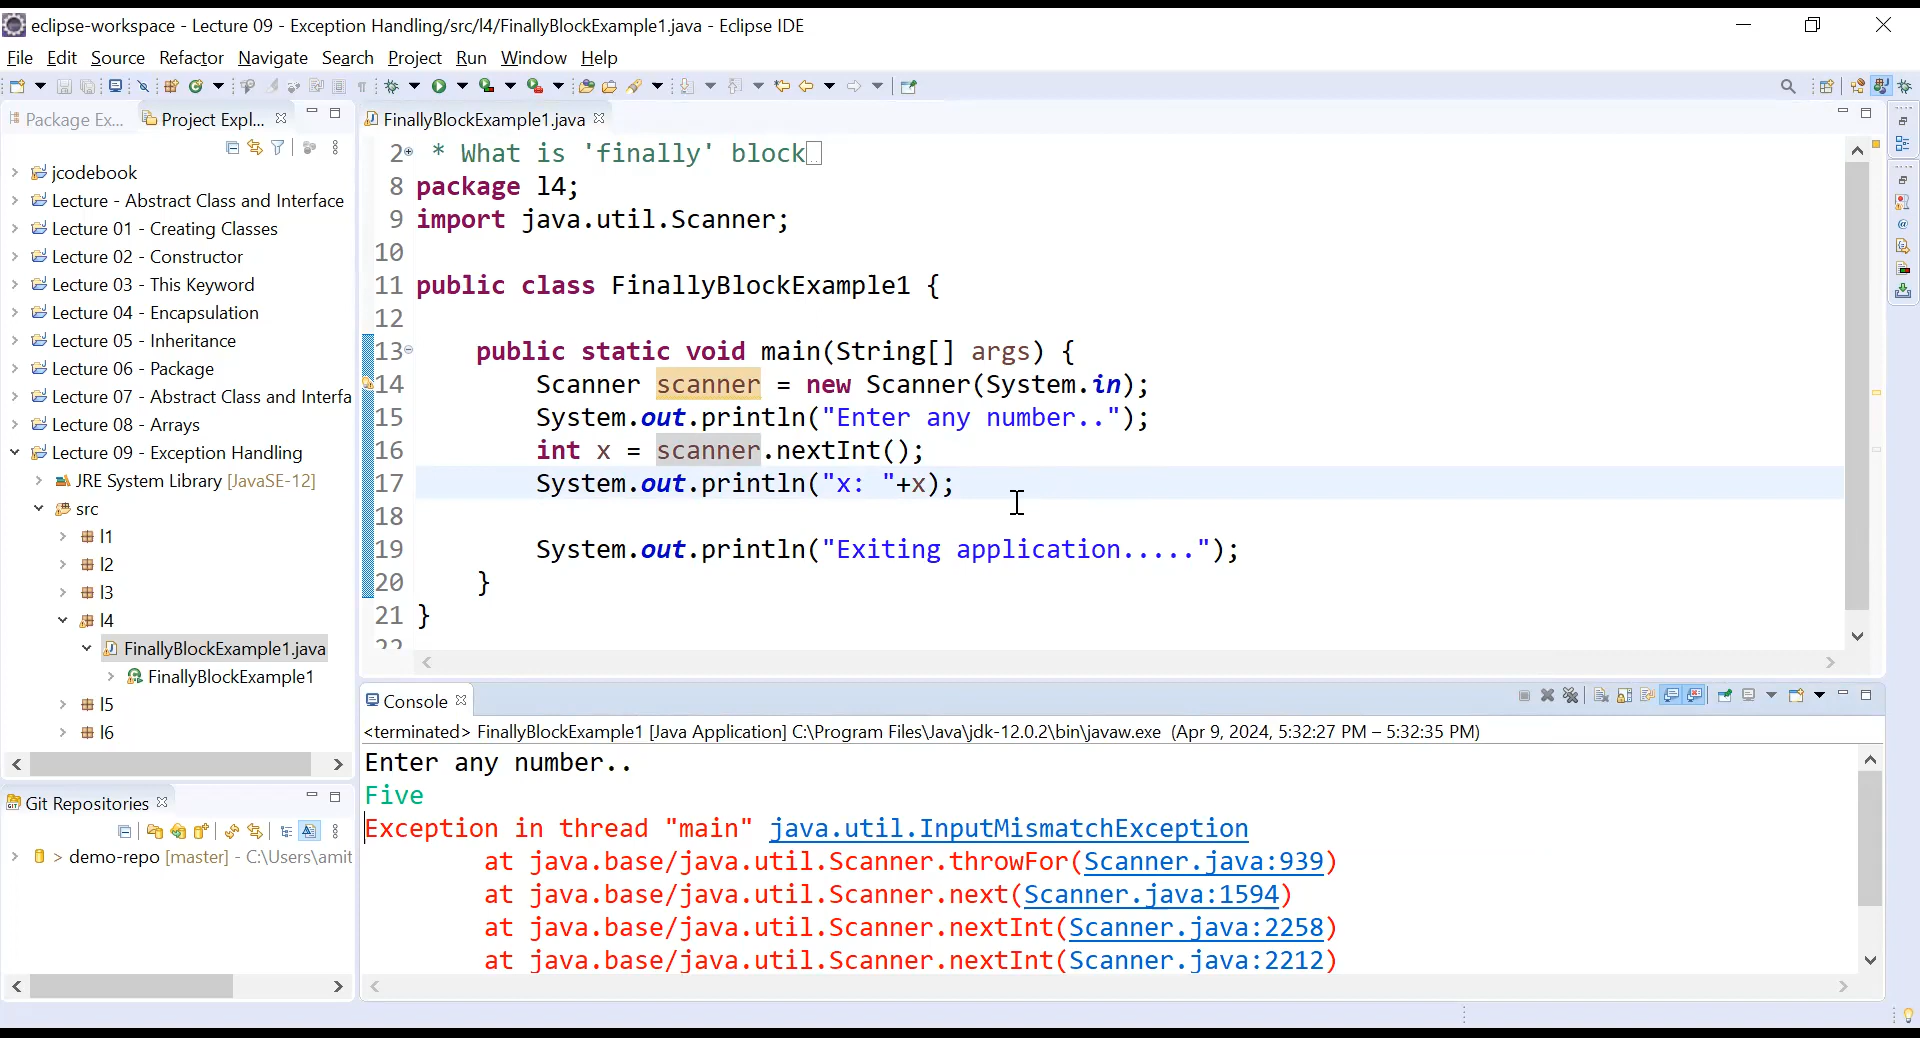 eclipse-workspace - Lecture 09 - Exception Handling/src/l4/FinallyBlockExample1.java - Eclipse IDE
File Edit Source Refactor Navigate Search Project Run Window Help
Package Ex...
Project Expl...
jcodebook
Lecture - Abstract Class and Interface
Lecture 01 - Creating Classes
Lecture 02 - Constructor
Lecture 03 - This Keyword
Lecture 04 - Encapsulation
Lecture 05 - Inheritance
Lecture 06 - Package
Lecture 07 - Abstract Class and Interfa
Lecture 08 - Arrays
Lecture 09 - Exception Handling
JRE System Library [JavaSE-12]
src
l1
l2
l3
l4
FinallyBlockExample1.java
FinallyBlockExample1
l5
l6
Git Repositories
> demo-repo [master] - C:\Users\amit
FinallyBlockExample1.java
2 * What is 'finally' block
8 package l4;
9 import java.util.Scanner;
10
11 public class FinallyBlockExample1 {
12
13 public static void main(String[] args) {
14 Scanner scanner = new Scanner(System.in);
15 System.out.println("Enter any number..");
16 int x = scanner.nextInt();
17 System.out.println("x: "+x);
18
19 System.out.println("Exiting application.....");
20 }
21 }
22
Console
<terminated> FinallyBlockExample1 [Java Application] C:\Program Files\Java\jdk-12.0.2\bin\javaw.exe (Apr 9, 2024, 5:32:27 PM – 5:32:35 PM)
Enter any number..
Five
Exception in thread "main" java.util.InputMismatchException
at java.base/java.util.Scanner.throwFor(Scanner.java:939)
at java.base/java.util.Scanner.next(Scanner.java:1594)
at java.base/java.util.Scanner.nextInt(Scanner.java:2258)
at java.base/java.util.Scanner.nextInt(Scanner.java:2212)